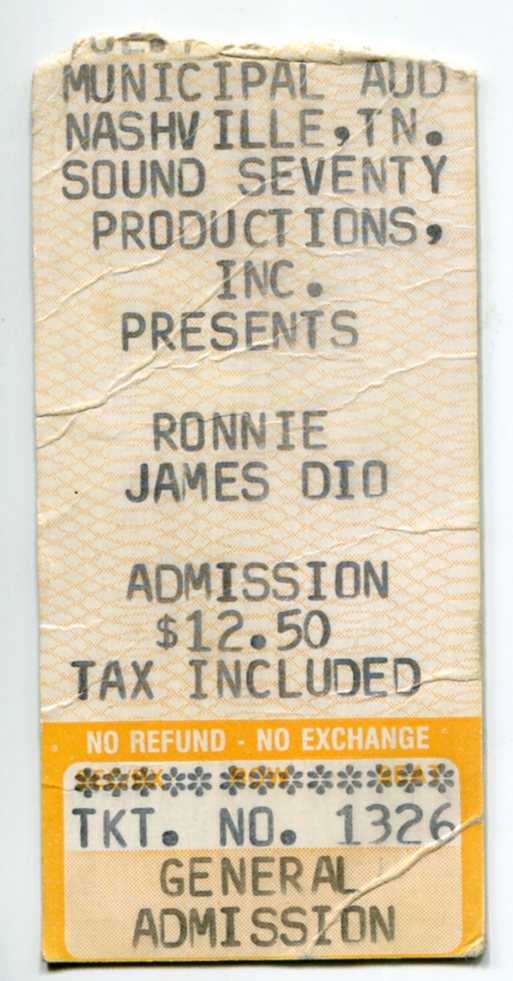 MUNICIPAL AUD
NASHVILLE,TN.
SOUND SEVENTY
PRODUCTIONS,
INC.
PRESENTS
RONNIE
JAMES DIO
ADMISSION
$12.50
TAX INCLUDED
NO REFUND - NO EXCHANGE
TKT. NO. 1326
GENERAL
ADMISSION